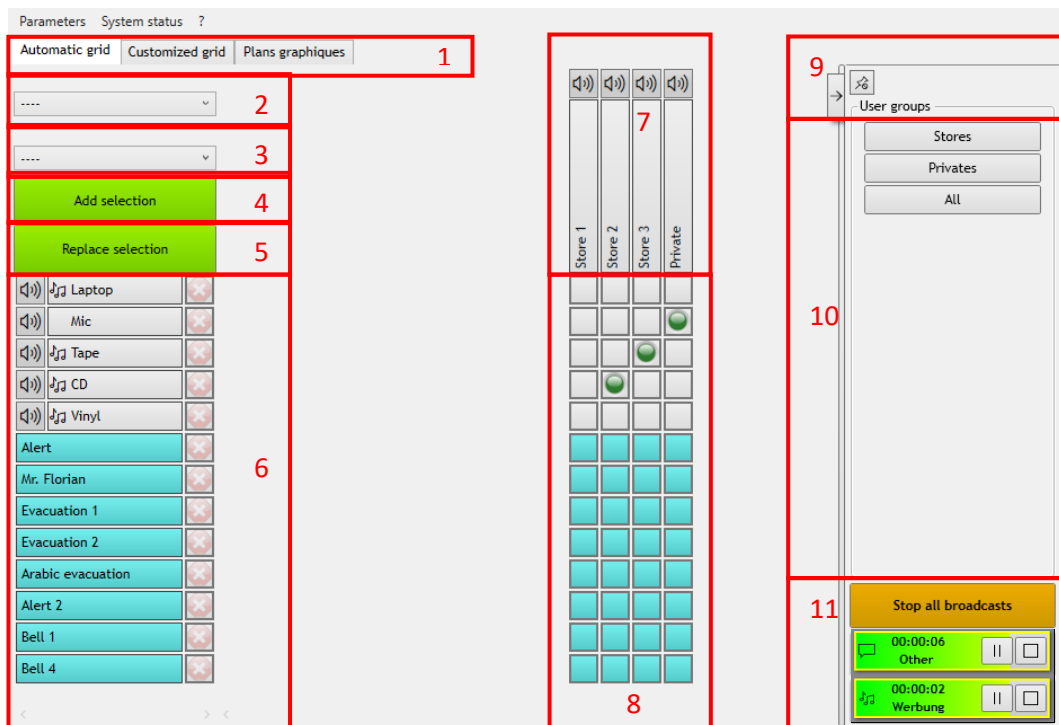 Parameters System status ?
Automatic grid Customized grid Plans graphiques 1
---- 2
---- 3
Add selection 4
Replace selection 5
Laptop
Mic
Tape
CD
Vinyl
Alert
Mr. Florian
Evacuation 1
Evacuation 2
Arabic evacuation
Alert 2
Bell 1
Bell 4
6
7
Store 1
Store 2
Store 3
Private
8
9
User groups
Stores
Privates
All
10
11
Stop all broadcasts
00:00:06
Other
00:00:02
Werbung